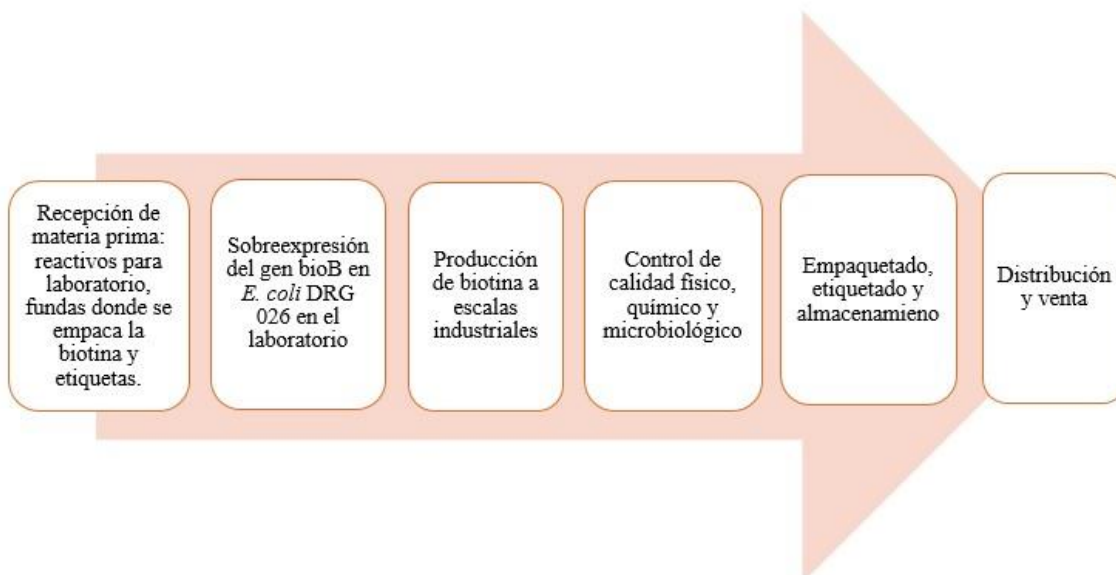 Recepción de
materia prima:
reactivos para
laboratorio,
fundas donde se
empaca la
biotina y
etiquetas.
Sobreexpresión
del gen bioB en
E. coli DRG
026 en el
laboratorio
Producción de
biotina a
escalas
industriales
Control de
calidad físico,
químico y
microbiológico
Empaquetado,
etiquetado y
almacenamieno
Distribución
y venta